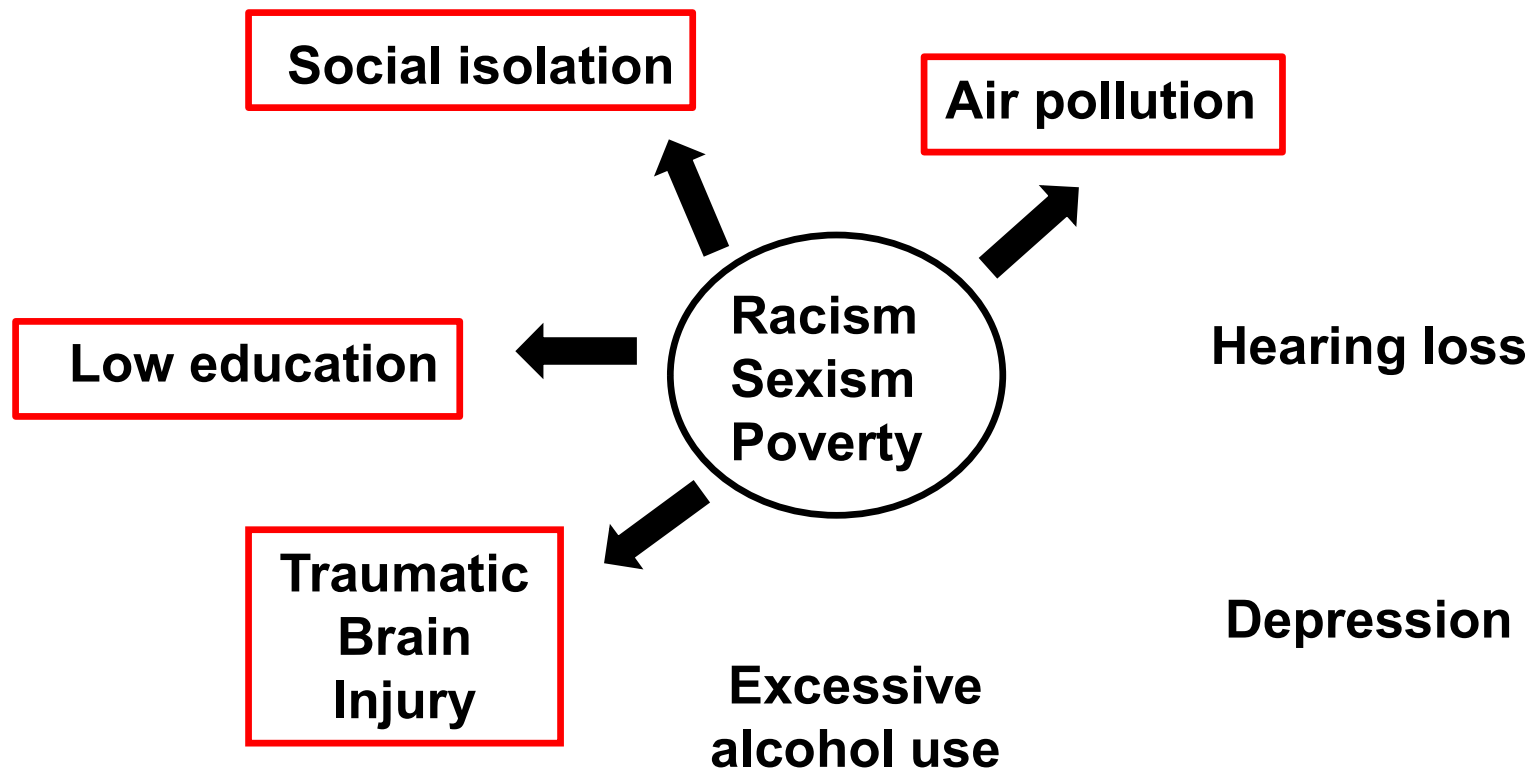 Social isolation
Air pollution
Racism
Sexism
Poverty
Hearing loss
Low education
Traumatic
Brain
Injury
Depression
Excessive
alcohol use